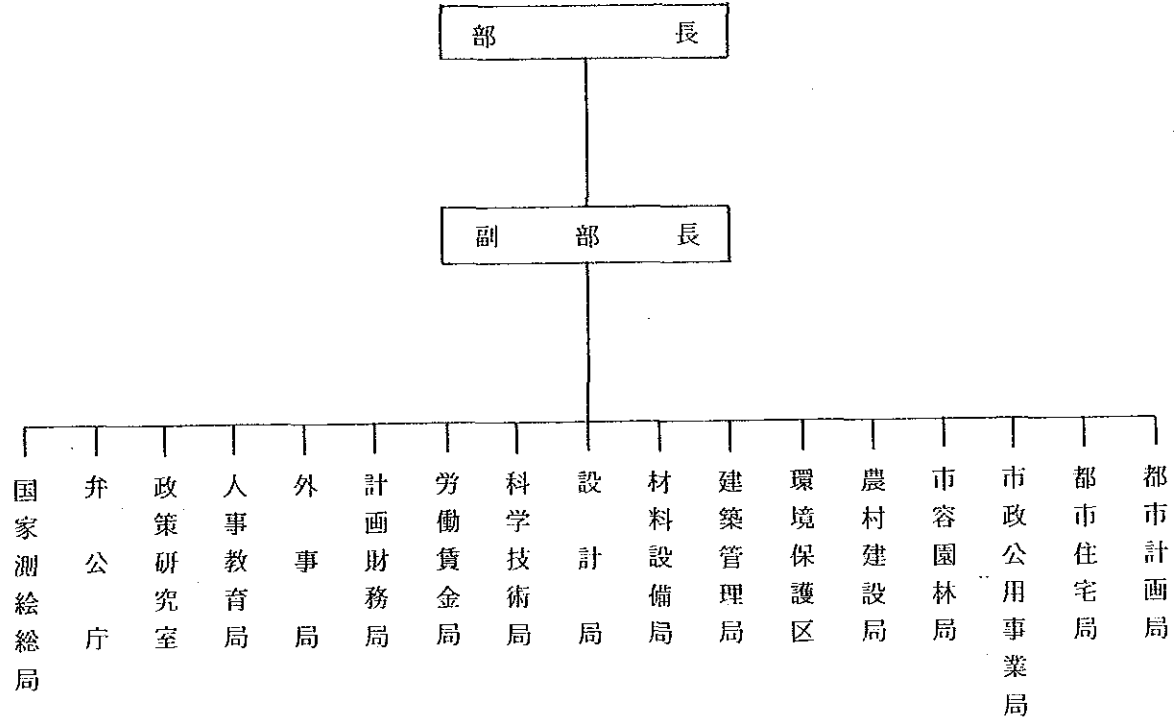 部長
副部長
国家測絵総局
弁公庁
政策研究室
人事教育局
外事局
計画財務局
労働賃金局
科学技術局
設計局
材料設備局
建築管理局
環境保護区
農村建設局
市容園林局
市政公用事業局
都市住宅局
都市計画局